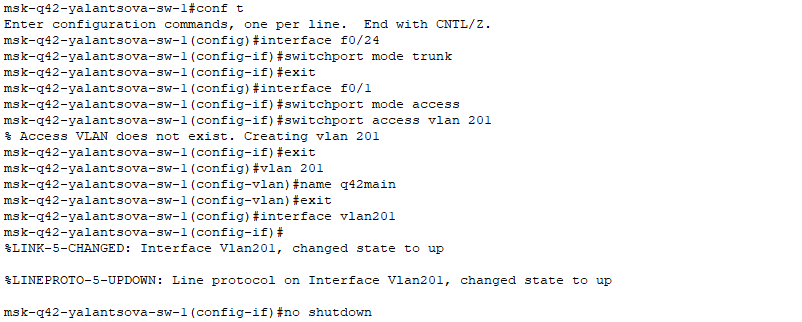 msk-q42-yalantsova-sw-1#conf t
Enter configuration commands, one per line.  End with CNTL/Z.
msk-q42-yalantsova-sw-1(config)#interface f0/24
msk-q42-yalantsova-sw-1(config-if)#switchport mode trunk
msk-q42-yalantsova-sw-1(config-if)#exit
msk-q42-yalantsova-sw-1(config)#interface f0/1
msk-q42-yalantsova-sw-1(config-if)#switchport mode access
msk-q42-yalantsova-sw-1(config-if)#switchport access vlan 201
% Access VLAN does not exist. Creating vlan 201
msk-q42-yalantsova-sw-1(config-if)#exit
msk-q42-yalantsova-sw-1(config)#vlan 201
msk-q42-yalantsova-sw-1(config-vlan)#name q42main
msk-q42-yalantsova-sw-1(config-vlan)#exit
msk-q42-yalantsova-sw-1(config)#interface vlan201
msk-q42-yalantsova-sw-1(config-if)#
%LINK-5-CHANGED: Interface Vlan201, changed state to up
%LINEPROTO-5-UPDOWN: Line protocol on Interface Vlan201, changed state to up
msk-q42-yalantsova-sw-1(config-if)#no shutdown